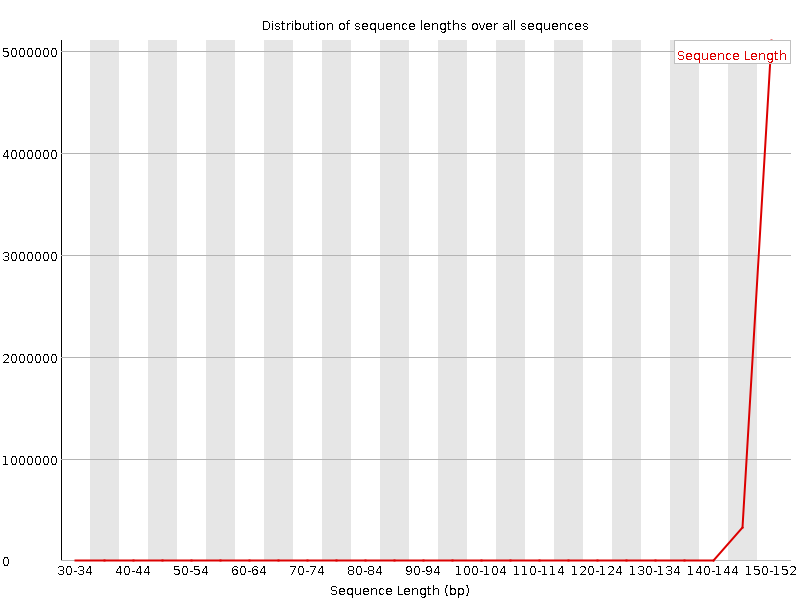 Distribution of sequence lengths over all sequences
Sequence Length
5000000
4000000
3000000
2000000
1000000
0
30-34 40-44 50-54 60-64 70-74 80-84 90-94 100-104 110-114 120-124 130-134 140-144 150-152
Sequence Length (bp)